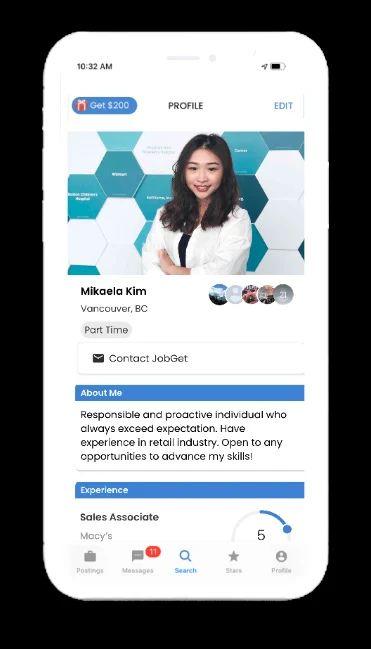 10:32 AM
Get $200
PROFILE
EDIT
Walmart
Mikaela Kim
Vancouver, BC
Part Time
Contact JobGet
About Me
Responsible and proactive individual who
always exceed expectation. Have
experience in retail industry. Open to any
opportunities to advance my skills!
Experience
Sales Associate
Macy's
5
11
Postings
Messages
Search
Stars
Profile